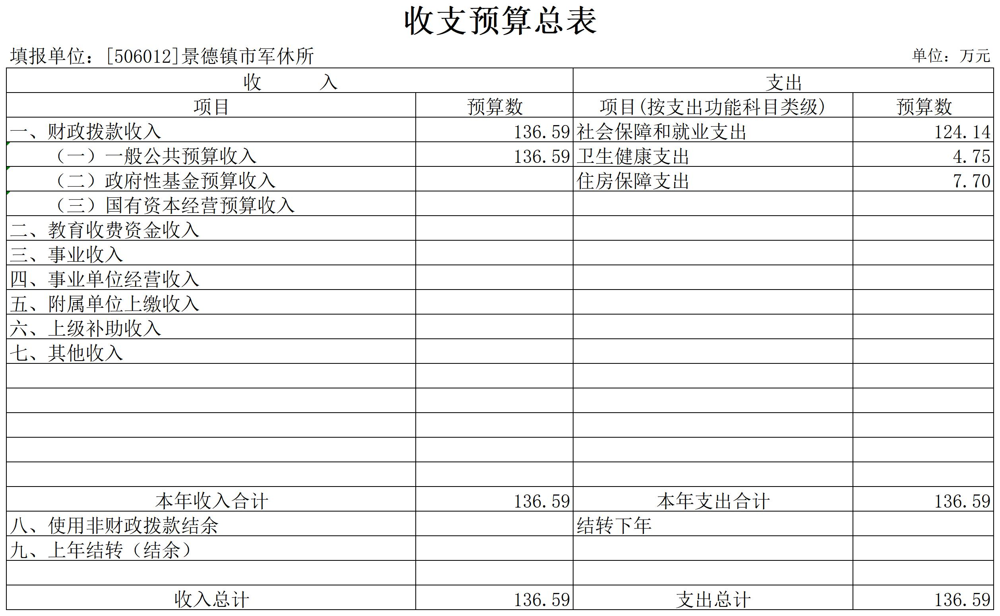 收支预算总表
填报单位：[506012]景德镇市军休所 单位：万元
收 入 支出
项目 预算数 项目(按支出功能科目类级) 预算数
一、财政拨款收入 136.59 社会保障和就业支出 124.14
（一）一般公共预算收入 136.59 卫生健康支出 4.75
（二）政府性基金预算收入 住房保障支出 7.70
（三）国有资本经营预算收入
二、教育收费资金收入
三、事业收入
四、事业单位经营收入
五、附属单位上缴收入
六、上级补助收入
七、其他收入
本年收入合计 136.59 本年支出合计 136.59
八、使用非财政拨款结余 结转下年
九、上年结转（结余）
收入总计 136.59 支出总计 136.59